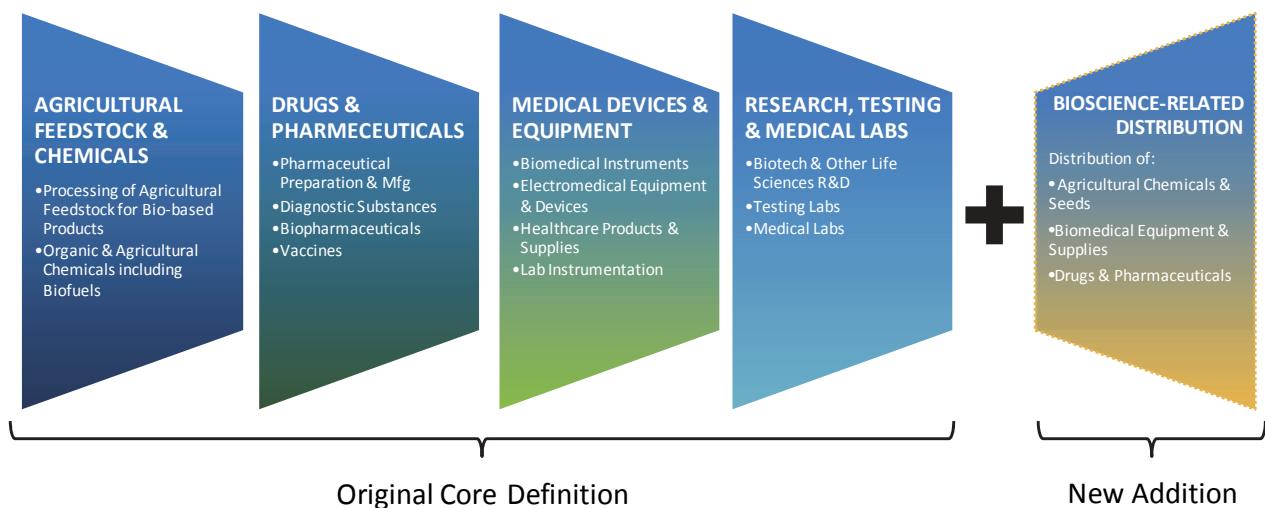 AGRICULTURAL
FEEDSTOCK &
CHEMICALS
•Processing of Agricultural
Feedstock for Bio-based
Products
•Organic & Agricultural
Chemicals including
Biofuels
DRUGS &
PHARMECEUTICALS
•Pharmaceutical
Preparation & Mfg
•Diagnostic Substances
•Biopharmaceuticals
•Vaccines
MEDICAL DEVICES &
EQUIPMENT
•Biomedical Instruments
•Electromedical Equipment
& Devices
•Healthcare Products &
Supplies
•Lab Instrumentation
RESEARCH, TESTING
& MEDICAL LABS
•Biotech & Other Life
Sciences R&D
•Testing Labs
•Medical Labs
BIOSCIENCE-RELATED
DISTRIBUTION
Distribution of:
•Agricultural Chemicals &
Seeds
•Biomedical Equipment &
Supplies
•Drugs & Pharmaceuticals
Original Core Definition
New Addition